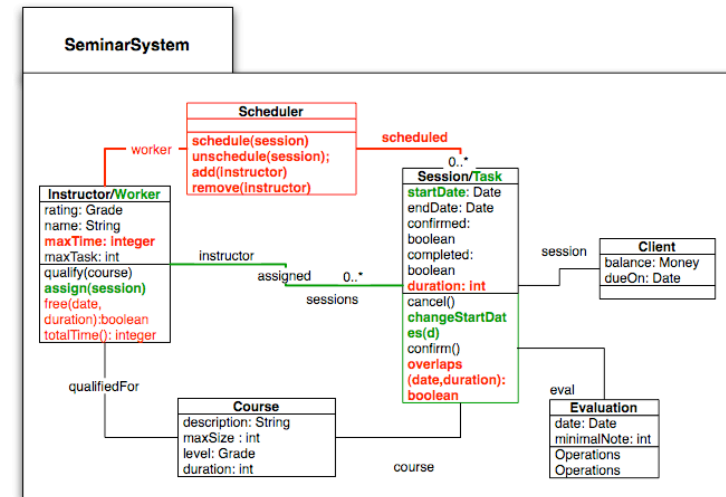 SeminarSystem
Scheduler
schedule(session)
unschedule(session);
add(instructor)
remove(instructor)
worker
scheduled
0..*
Instructor/Worker
rating: Grade
name: String
maxTime: integer
maxTask: int
qualify(course)
assign(session)
free(date,
duration):boolean
totalTime(): integer
instructor
assigned
0..*
sessions
Session/Task
startDate: Date
endDate: Date
confirmed:
boolean
completed:
boolean
duration: int
cancel()
changeStartDat
es(d)
confirm()
overlaps
(date,duration):
boolean
session
Client
balance: Money
dueOn: Date
qualifiedFor
Course
description: String
maxSize : int
level: Grade
duration: int
course
eval
Evaluation
date: Date
minimalNote: int
Operations
Operations